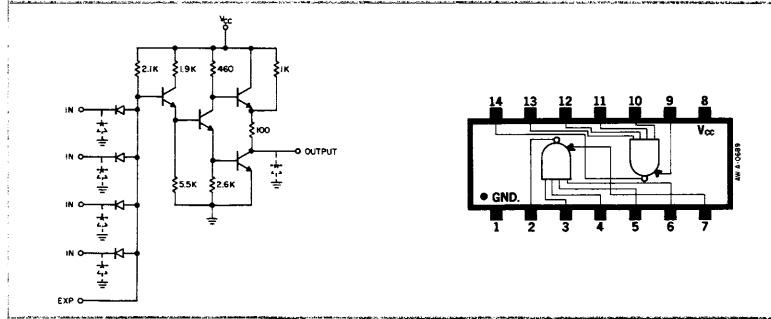 VCC
2.1K 1.9K 460 1K
IN
100
IN
OUTPUT
5.5K 2.6K
IN
IN
EXP
14 13 12 11 10 9 8
VCC
GND.
1 2 3 4 5 6 7
AW A-0689